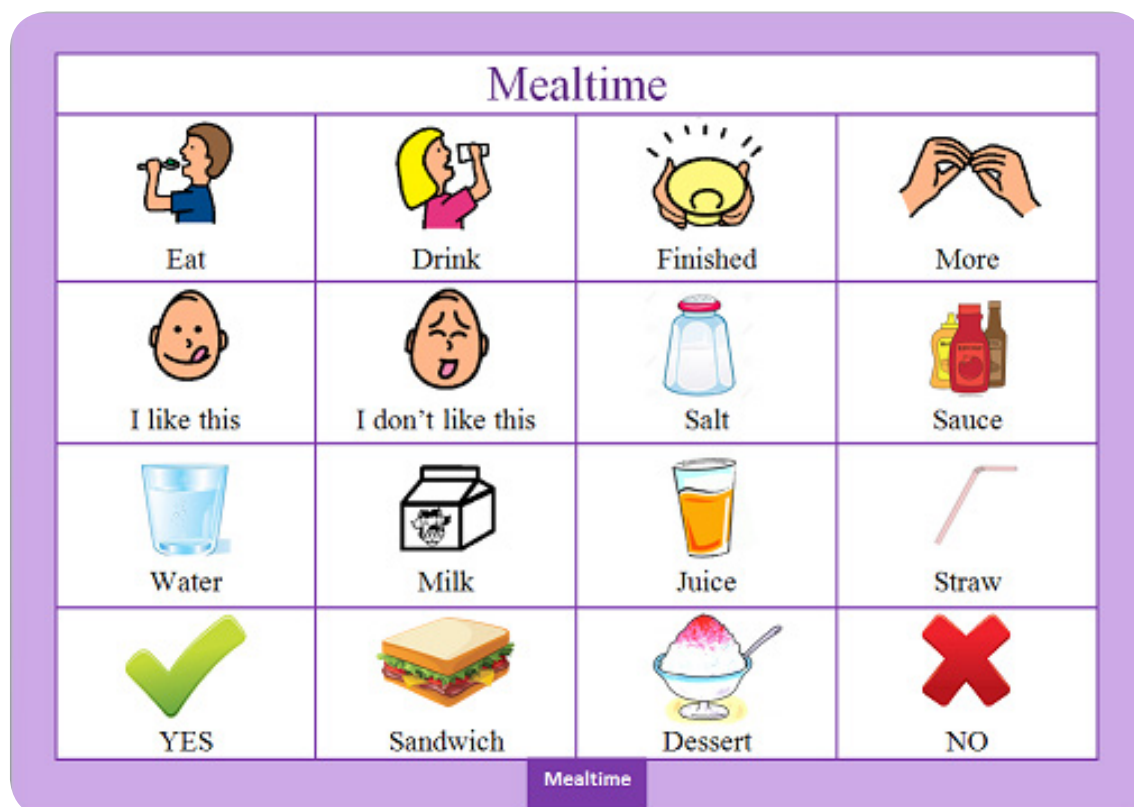 Mealtime
Eat Drink Finished More
I like this I don't like this Salt Sauce
Water Milk Juice Straw
YES Sandwich Dessert NO
Mealtime